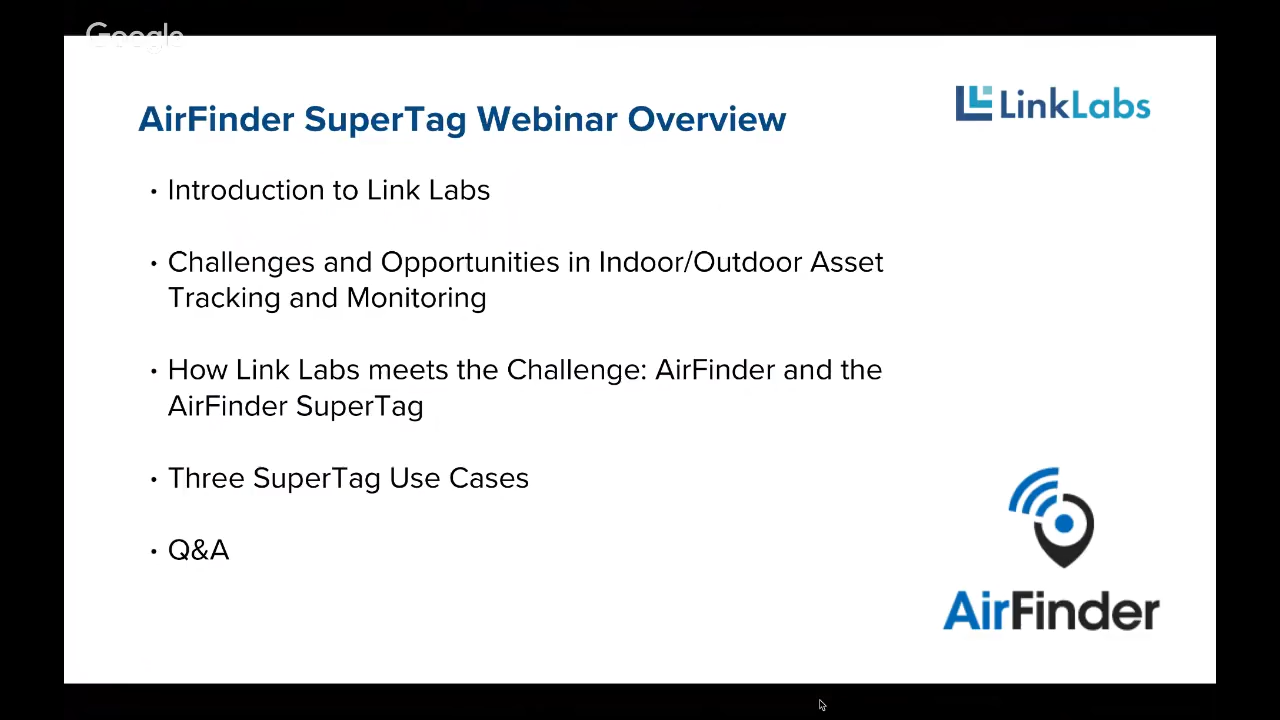 Google
AirFinder SuperTag Webinar Overview
LinkLabs
• Introduction to Link Labs
• Challenges and Opportunities in Indoor/Outdoor Asset
Tracking and Monitoring
• How Link Labs meets the Challenge: AirFinder and the
AirFinder SuperTag
• Three SuperTag Use Cases
• Q&A
AirFinder